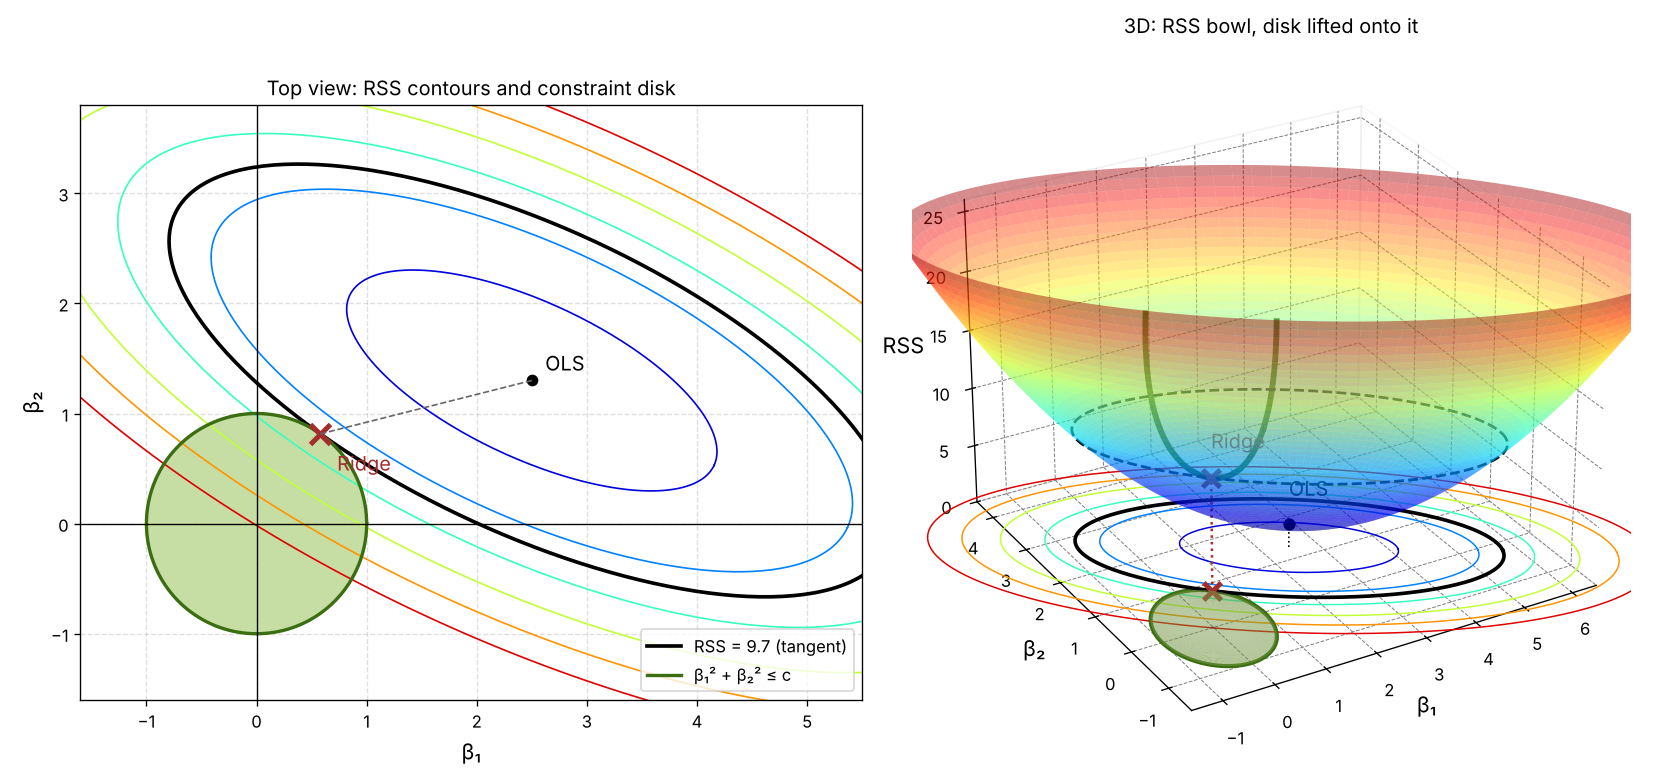 3D: RSS bowl, disk lifted onto it
Top view: RSS contours and constraint disk
β₂
3
2
1
0
−1
OLS
Ridge
RSS = 9.7 (tangent)
β₁² + β₂² ≤ c
−1 0 1 2 3 4 5
β₁
RSS
25
20
15
10
5
0
Ridge
OLS
4
3
2
1
0
−1
β₂
−1
0
1
2
3
4
5
6
β₁